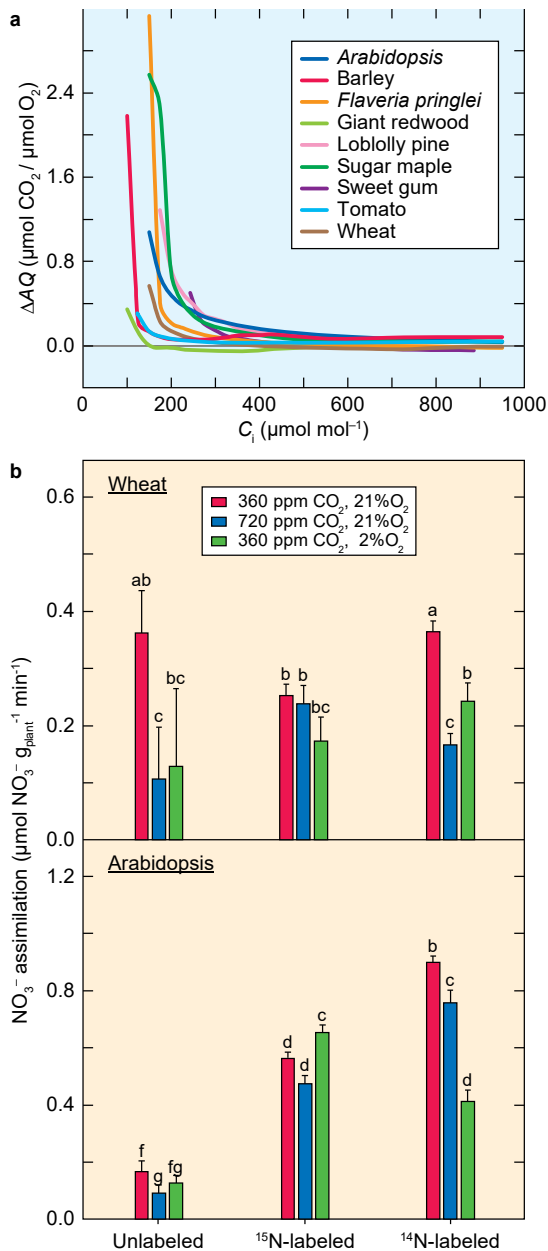 a
ΔAQ (μmol CO₂ / μmol O₂)
2.4
1.6
0.8
0.0
Arabidopsis
Barley
Flaveria pringlei
Giant redwood
Loblolly pine
Sugar maple
Sweet gum
Tomato
Wheat
0 200 400 600 800 1000
Cᵢ (μmol mol⁻¹)
b
Wheat
360 ppm CO₂, 21%O₂
720 ppm CO₂, 21%O₂
360 ppm CO₂, 2%O₂
NO₃⁻ assimilation (μmol NO₃⁻ g_plant⁻¹ min⁻¹)
0.6
0.4
0.2
0.0
ab c bc
b b bc
a c b
Arabidopsis
1.2
0.8
0.4
0.0
f g fg
d d c
b c d
Unlabeled ¹⁵N-labeled ¹⁴N-labeled